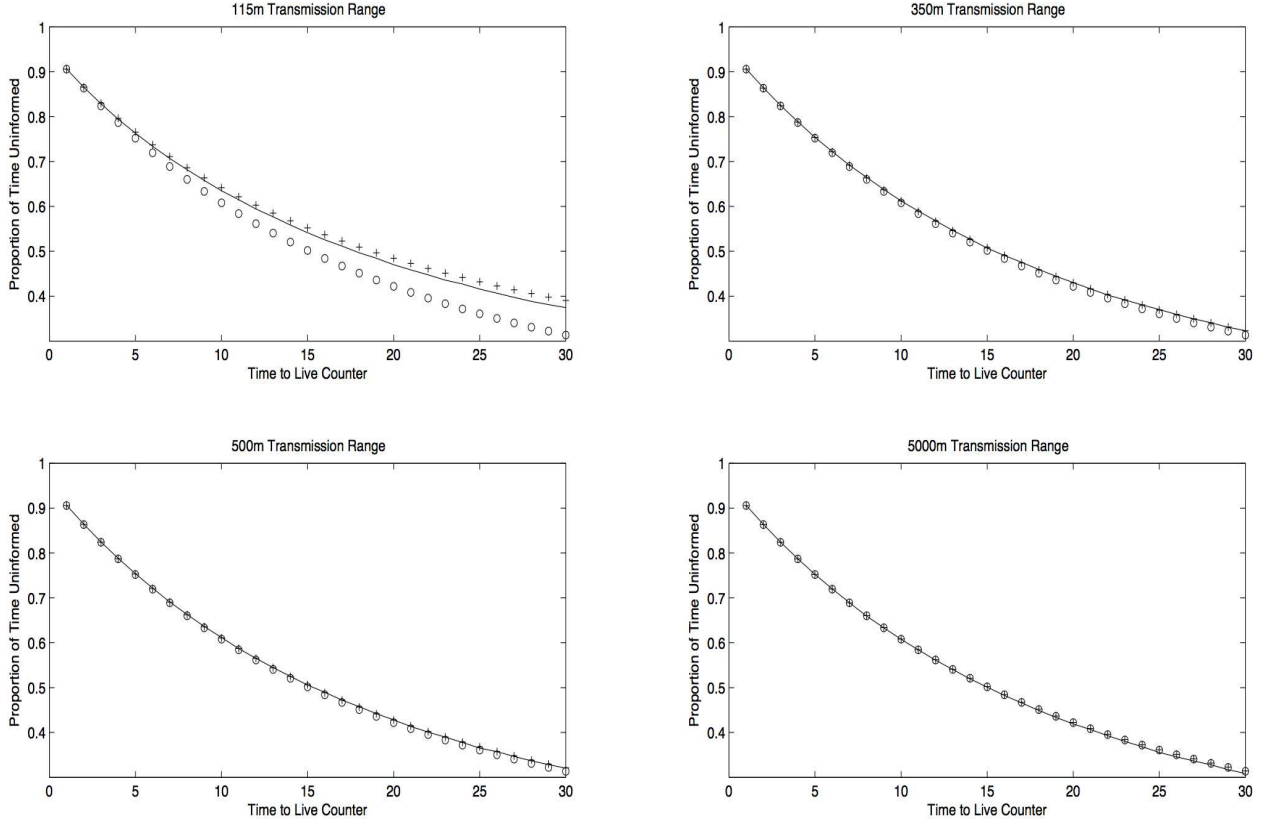 115m Transmission Range
1
0.9
0.8
0.7
0.6
0.5
0.4
Proportion of Time Uninformed
0 5 10 15 20 25 30
Time to Live Counter
350m Transmission Range
1
0.9
0.8
0.7
0.6
0.5
0.4
Proportion of Time Uninformed
0 5 10 15 20 25 30
Time to Live Counter
500m Transmission Range
1
0.9
0.8
0.7
0.6
0.5
0.4
Proportion of Time Uninformed
0 5 10 15 20 25 30
Time to Live Counter
5000m Transmission Range
1
0.9
0.8
0.7
0.6
0.5
0.4
Proportion of Time Uninformed
0 5 10 15 20 25 30
Time to Live Counter